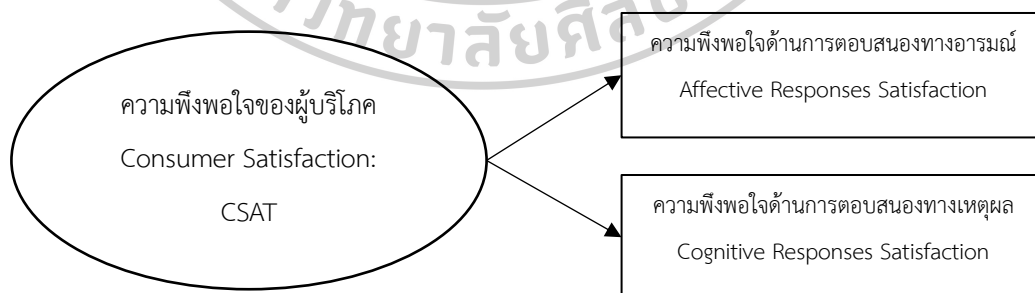 ความพึงพอใจของผู้บริโภค
Consumer Satisfaction:
CSAT
ความพึงพอใจด้านการตอบสนองทางอารมณ์
Affective Responses Satisfaction
ความพึงพอใจด้านการตอบสนองทางเหตุผล
Cognitive Responses Satisfaction